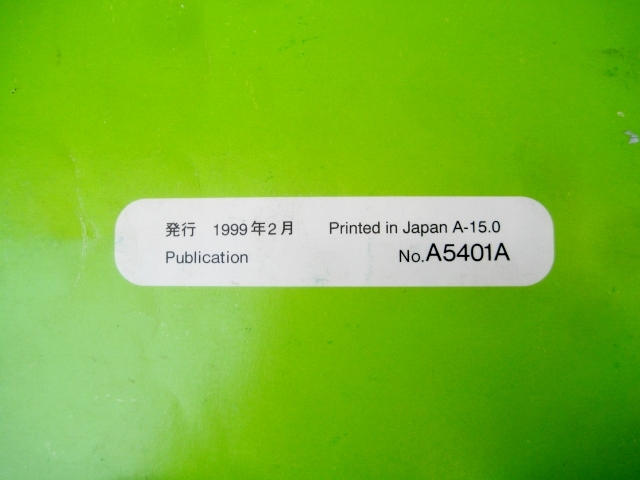 発行 1999年2月 Printed in Japan A-15.0
Publication No.A5401A